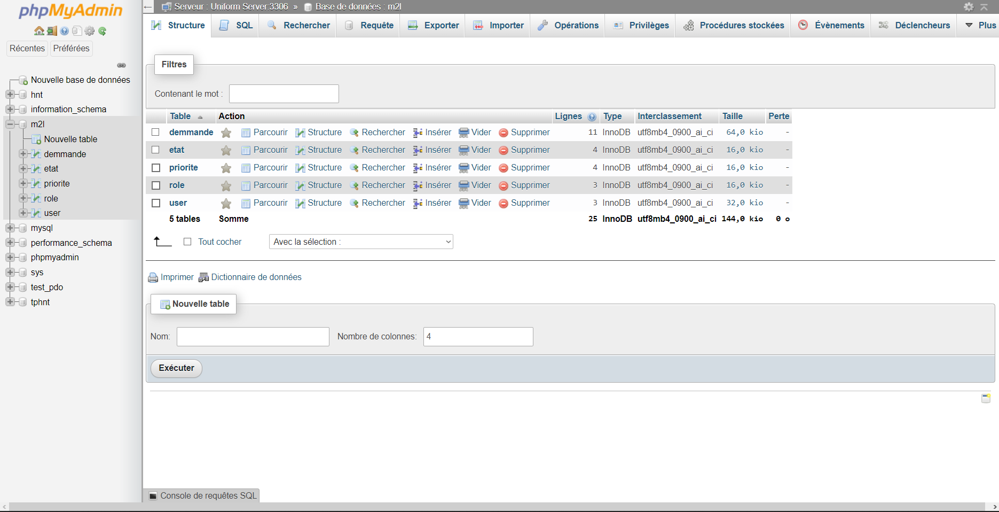 phpMyAdmin
Récentes Préférées
Nouvelle base de données
hnt
information_schema
m2l
Nouvelle table
demmande
etat
priorite
role
user
mysql
performance_schema
phpmyadmin
sys
test_pdo
tphnt
← Serveur : Uniform Server:3306 » Base de données : m2l
Structure SQL Rechercher Requête Exporter Importer Opérations Privilèges Procédures stockées Évènements Déclencheurs Plus
Filtres
Contenant le mot :
Table Action Lignes Type Interclassement Taille Perte
demmande Parcourir Structure Rechercher Insérer Vider Supprimer 11 InnoDB utf8mb4_0900_ai_ci 64,0 kio -
etat Parcourir Structure Rechercher Insérer Vider Supprimer 4 InnoDB utf8mb4_0900_ai_ci 16,0 kio -
priorite Parcourir Structure Rechercher Insérer Vider Supprimer 4 InnoDB utf8mb4_0900_ai_ci 16,0 kio -
role Parcourir Structure Rechercher Insérer Vider Supprimer 3 InnoDB utf8mb4_0900_ai_ci 16,0 kio -
user Parcourir Structure Rechercher Insérer Vider Supprimer 3 InnoDB utf8mb4_0900_ai_ci 32,0 kio -
5 tables Somme 25 InnoDB utf8mb4_0900_ai_ci 144,0 kio 0 o
Tout cocher Avec la sélection :
Imprimer Dictionnaire de données
Nouvelle table
Nom: Nombre de colonnes: 4
Exécuter
Console de requêtes SQL